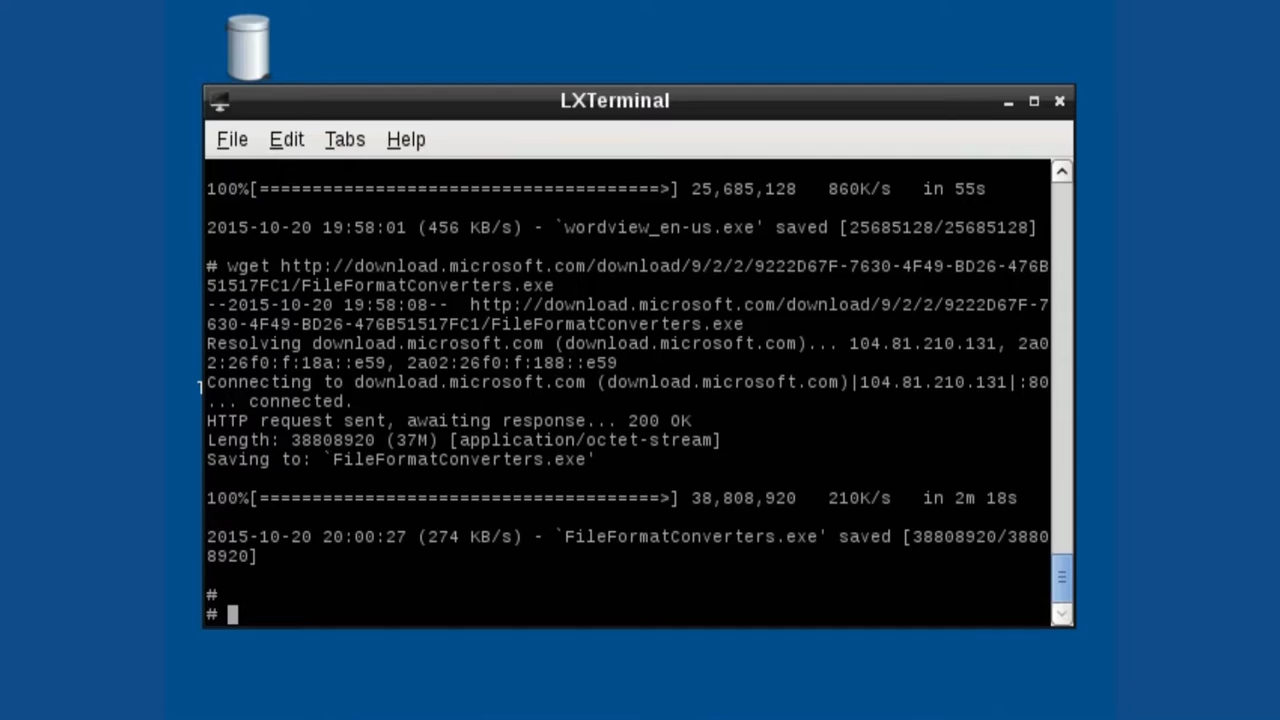 LXTerminal
File Edit Tabs Help
100%[======================================>] 25,685,128   860K/s   in 55s
2015-10-20 19:58:01 (456 KB/s) - `wordview_en-us.exe' saved [25685128/25685128]
# wget http://download.microsoft.com/download/9/2/2/9222D67F-7630-4F49-BD26-476B
51517FC1/FileFormatConverters.exe
--2015-10-20 19:58:08--  http://download.microsoft.com/download/9/2/2/9222D67F-7
630-4F49-BD26-476B51517FC1/FileFormatConverters.exe
Resolving download.microsoft.com (download.microsoft.com)... 104.81.210.131, 2a0
2:26f0:f:18a::e59, 2a02:26f0:f:188::e59
Connecting to download.microsoft.com (download.microsoft.com)|104.81.210.131|:80
... connected.
HTTP request sent, awaiting response... 200 OK
Length: 38808920 (37M) [application/octet-stream]
Saving to: `FileFormatConverters.exe'
100%[======================================>] 38,808,920   210K/s   in 2m 18s
2015-10-20 20:00:27 (274 KB/s) - `FileFormatConverters.exe' saved [38808920/3880
8920]
#
#